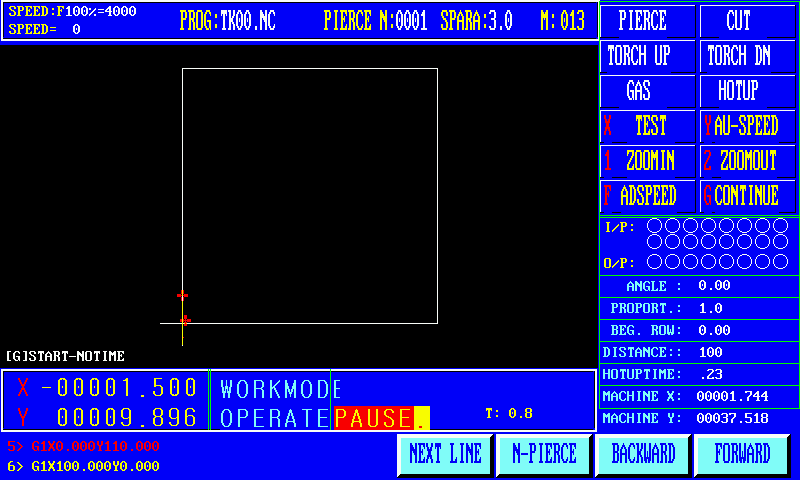 SPEED:F100%=4000
SPEED= 0
PROG:TK00.NC PIERCE N:0001 SPARA:3.0 M: 013
PIERCE CUT
TORCH UP TORCH DN
GAS HOTUP
X TEST Y AU-SPEED
1 ZOOMIN 2 ZOOMOUT
F ADSPEED G CONTINUE
I/P:
O/P:
ANGLE : 0.00
PROPORT.: 1.0
BEG. ROW: 0.00
DISTANCE:: 100
HOTUPTIME: .23
MACHINE X: 00001.744
MACHINE Y: 00037.518
[G]START-NOTIME
X -00001.500 WORKMODE
Y 00009.896 OPERATE PAUSE. T: 0.8
5> G1X0.000Y110.000
6> G1X100.000Y0.000
NEXT LINE N-PIERCE BACKWARD FORWARD